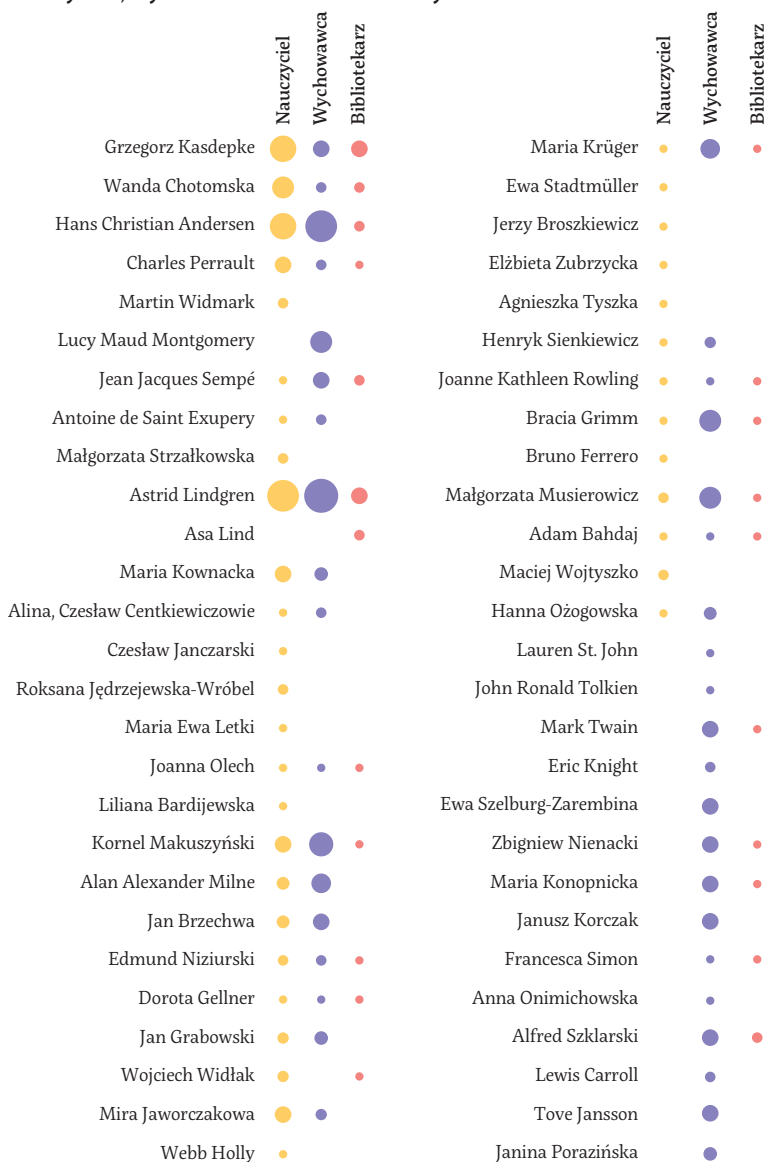 Nauczyciel
Wychowawca
Bibliotekarz
Grzegorz Kasdepke
Wanda Chotomska
Hans Christian Andersen
Charles Perrault
Martin Widmark
Lucy Maud Montgomery
Jean Jacques Sempé
Antoine de Saint Exupery
Małgorzata Strzałkowska
Astrid Lindgren
Asa Lind
Maria Kownacka
Alina, Czesław Centkiewiczowie
Czesław Janczarski
Roksana Jędrzejewska-Wróbel
Maria Ewa Letki
Joanna Olech
Liliana Bardijewska
Kornel Makuszyński
Alan Alexander Milne
Jan Brzechwa
Edmund Niziurski
Dorota Gellner
Jan Grabowski
Wojciech Widłak
Mira Jaworczakowa
Webb Holly
Nauczyciel
Wychowawca
Bibliotekarz
Maria Krüger
Ewa Stadtmüller
Jerzy Broszkiewicz
Elżbieta Zubrzycka
Agnieszka Tyszka
Henryk Sienkiewicz
Joanne Kathleen Rowling
Bracia Grimm
Bruno Ferrero
Małgorzata Musierowicz
Adam Bahdaj
Maciej Wojtyszko
Hanna Ożogowska
Lauren St. John
John Ronald Tolkien
Mark Twain
Eric Knight
Ewa Szelburg-Zarembina
Zbigniew Nienacki
Maria Konopnicka
Janusz Korczak
Francesca Simon
Anna Onimichowska
Alfred Szklarski
Lewis Carroll
Tove Jansson
Janina Porazińska